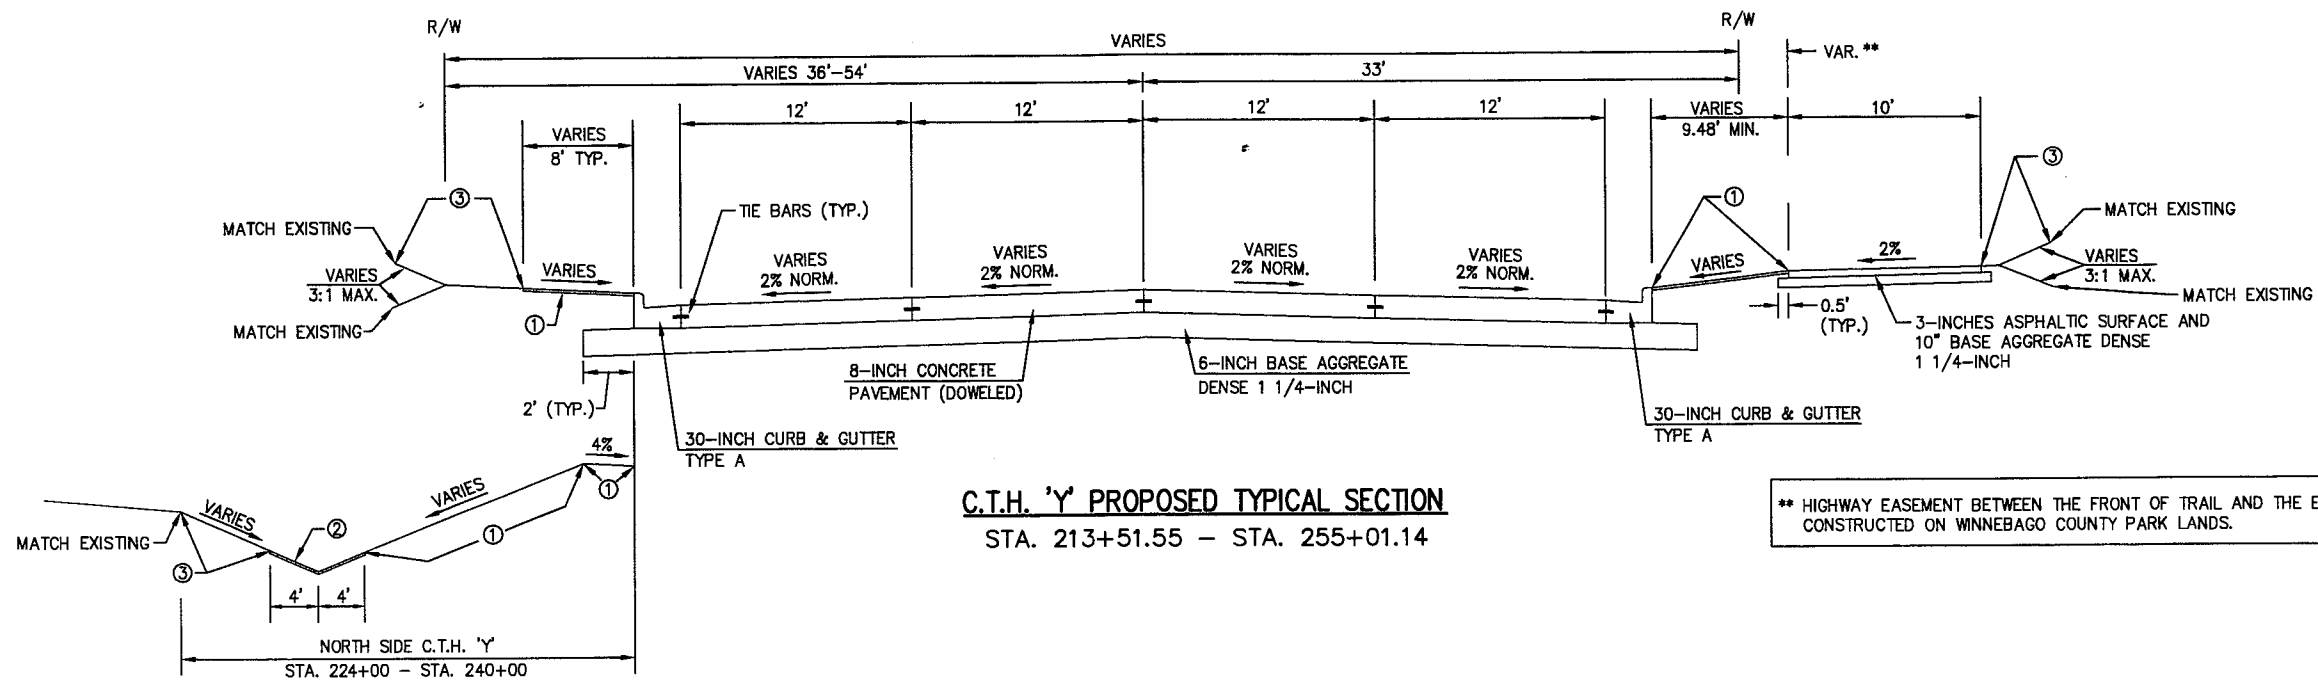 R/W
R/W
VARIES
VAR. **
VARIES 36'-54'
33'
12'
12'
12'
12'
VARIES
9.48' MIN.
10'
VARIES
8' TYP.
③
①
③
MATCH EXISTING
TIE BARS (TYP.)
MATCH EXISTING
VARIES
3:1 MAX.
VARIES
VARIES
2% NORM.
VARIES
2% NORM.
VARIES
2% NORM.
VARIES
2% NORM.
VARIES
2%
VARIES
3:1 MAX.
MATCH EXISTING
①
MATCH EXISTING
0.5'
(TYP.)
3-INCHES ASPHALTIC SURFACE AND
10" BASE AGGREGATE DENSE
1 1/4-INCH
2' (TYP.)
8-INCH CONCRETE
PAVEMENT (DOWELED)
6-INCH BASE AGGREGATE
DENSE 1 1/4-INCH
30-INCH CURB & GUTTER
TYPE A
30-INCH CURB & GUTTER
TYPE A
4%
①
VARIES
VARIES
②
①
MATCH EXISTING
③
4'
4'
NORTH SIDE C.T.H. 'Y'
STA. 224+00 - STA. 240+00
C.T.H. 'Y' PROPOSED TYPICAL SECTION
STA. 213+51.55 - STA. 255+01.14
** HIGHWAY EASEMENT BETWEEN THE FRONT OF TRAIL AND THE
CONSTRUCTED ON WINNEBAGO COUNTY PARK LANDS.